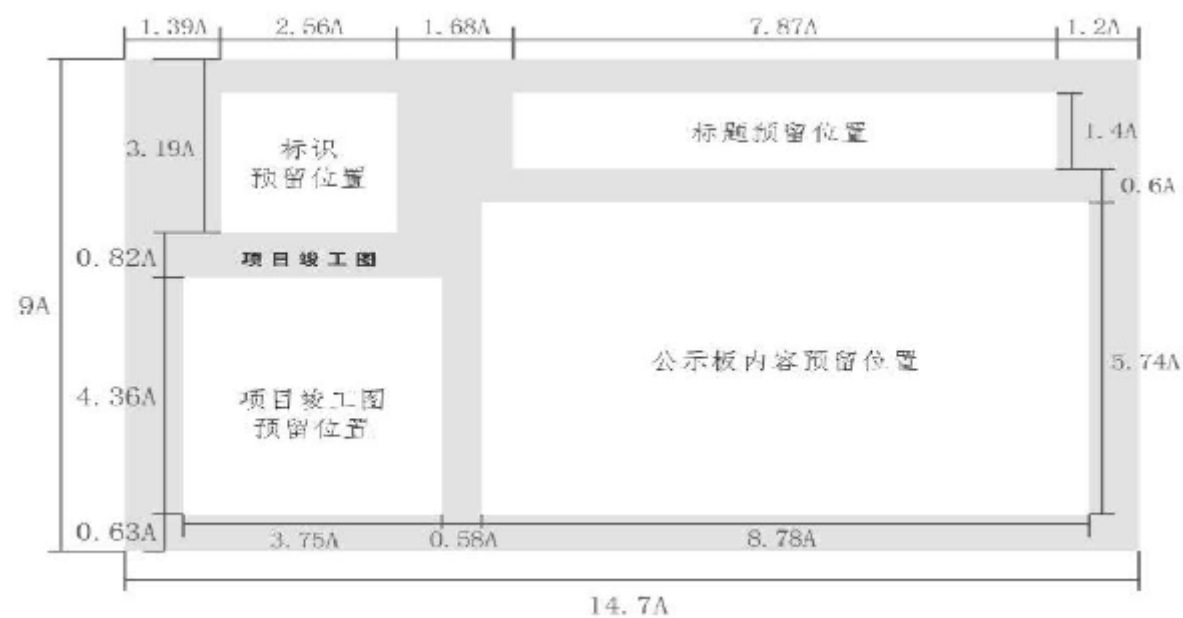 1.39A 2.56A 1.68A 7.87A 1.2A
3.19A
标识
预留位置
标题预留位置
1.4A
0.6A
0.82A
项目竣工图
9A
公示板内容预留位置
5.74A
4.36A
项目竣工图
预留位置
0.63A
3.75A 0.58A 8.78A
14.7A